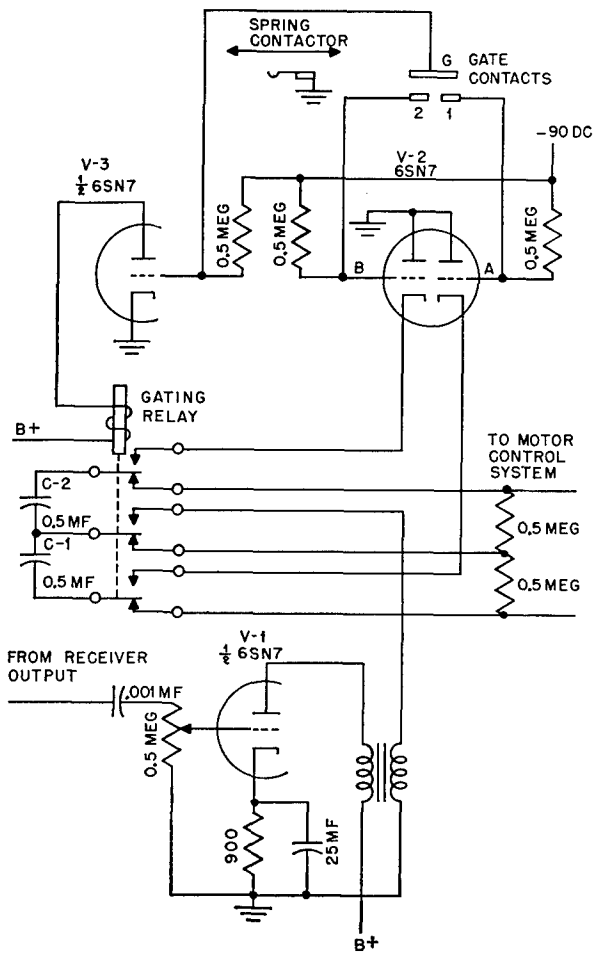 SPRING
CONTACTOR
G GATE
CONTACTS
2 1
-90 DC
V-3
½ 6SN7
V-2
6SN7
0.5 MEG
0.5 MEG
0.5 MEG
B
A
GATING
RELAY
B+
TO MOTOR
CONTROL
SYSTEM
C-2
0.5 MF
C-1
0.5 MF
0.5 MEG
0.5 MEG
V-1
½ 6SN7
FROM RECEIVER
OUTPUT
.001 MF
0.5 MEG
900
25 MF
B+